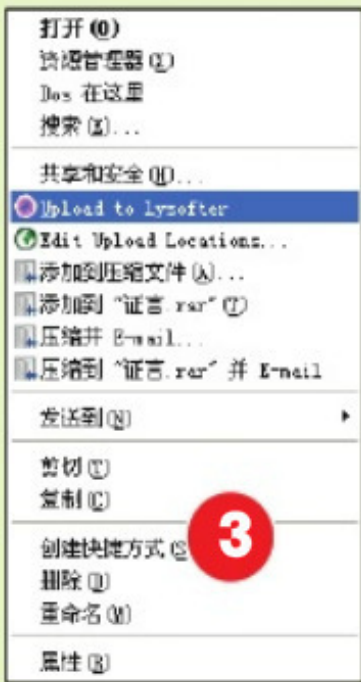 打开(O)
资源管理器(X)
Dos 在这里
搜索(E)...
共享和安全(H)...
Upload to Lysofter
Edit Upload Locations...
添加到压缩文件(A)...
添加到 "证言.rar"(T)
压缩并 E-mail...
压缩到 "证言.rar" 并 E-mail
发送到(N)
剪切(T)
复制(C)
创建快捷方式(S
3
删除(D)
重命名(M)
属性(R)